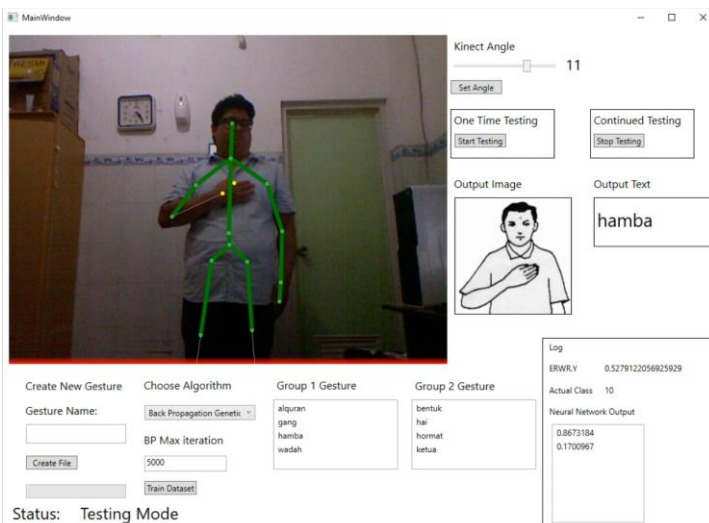 MainWindow
Kinect Angle
11
Set Angle
One Time Testing
Start Testing
Continued Testing
Stop Testing
Output Image
Output Text
hamba
Create New Gesture
Gesture Name:
Create File
Choose Algorithm
Back Propagation Genetic
BP Max iteration
5000
Train Dataset
Group 1 Gesture
alquran
gang
hamba
wadah
Group 2 Gesture
bentuk
hai
hormat
ketua
Log
ERWR.Y 0.5279122056925929
Actual Class 10
Neural Network Output
0.8673184
0.1700967
Status: Testing Mode